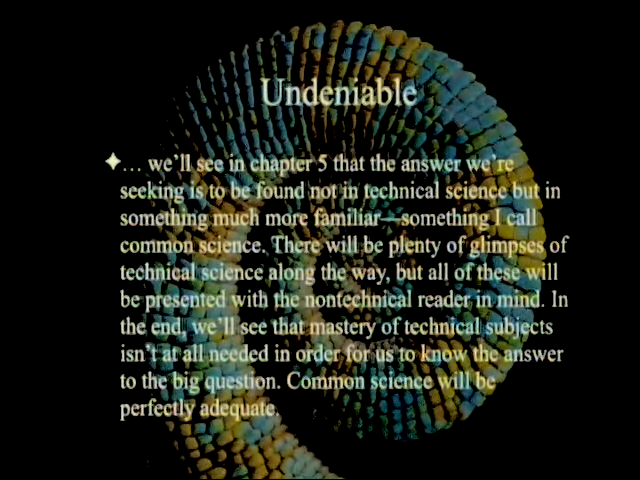 Undeniable
… we'll see in chapter 5 that the answer we're
seeking is to be found not in technical science but in
something much more familiar—something I call
common science. There will be plenty of glimpses of
technical science along the way, but all of these will
be presented with the nontechnical reader in mind. In
the end, we'll see that mastery of technical subjects
isn't at all needed in order for us to know the answer
to the big question. Common science will be
perfectly adequate.